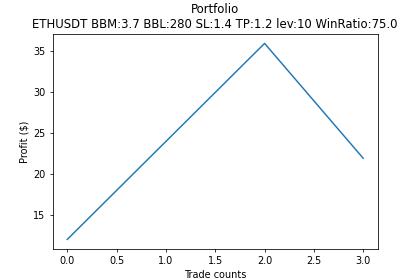 Portfolio
ETHUSDT BBM:3.7 BBL:280 SL:1.4 TP:1.2 lev:10 WinRatio:75.0
Profit ($)
35
30
25
20
15
0.0 0.5 1.0 1.5 2.0 2.5 3.0
Trade counts